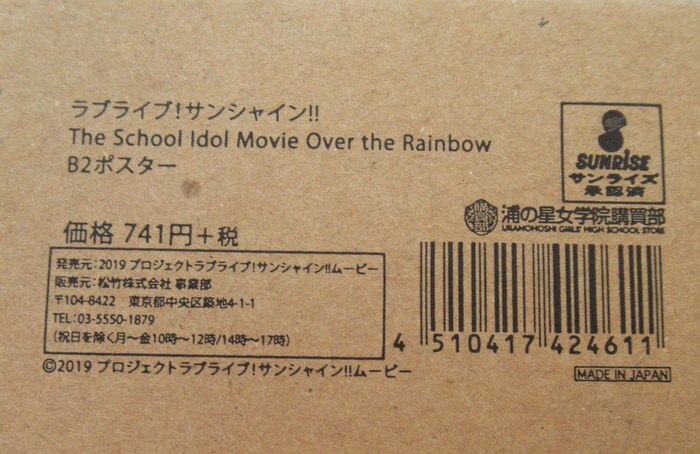 ラブライブ!サンシャイン!!
The School Idol Movie Over the Rainbow
B2ポスター
SUNRISE
サンライズ
承認済
浦の星女学院購買部
URANOHOSHI GIRLS' HIGH SCHOOL STORE
価格 741円+税
発売元:2019 プロジェクトラブライブ!サンシャイン!!ムービー
販売元:松竹株式会社 事業部
〒104-8422 東京都中央区築地4-1-1
TEL:03-5550-1879
(祝日を除く月〜金10時〜12時/14時〜17時)
©2019 プロジェクトラブライブ!サンシャイン!!ムービー
4 510417 424611
MADE IN JAPAN